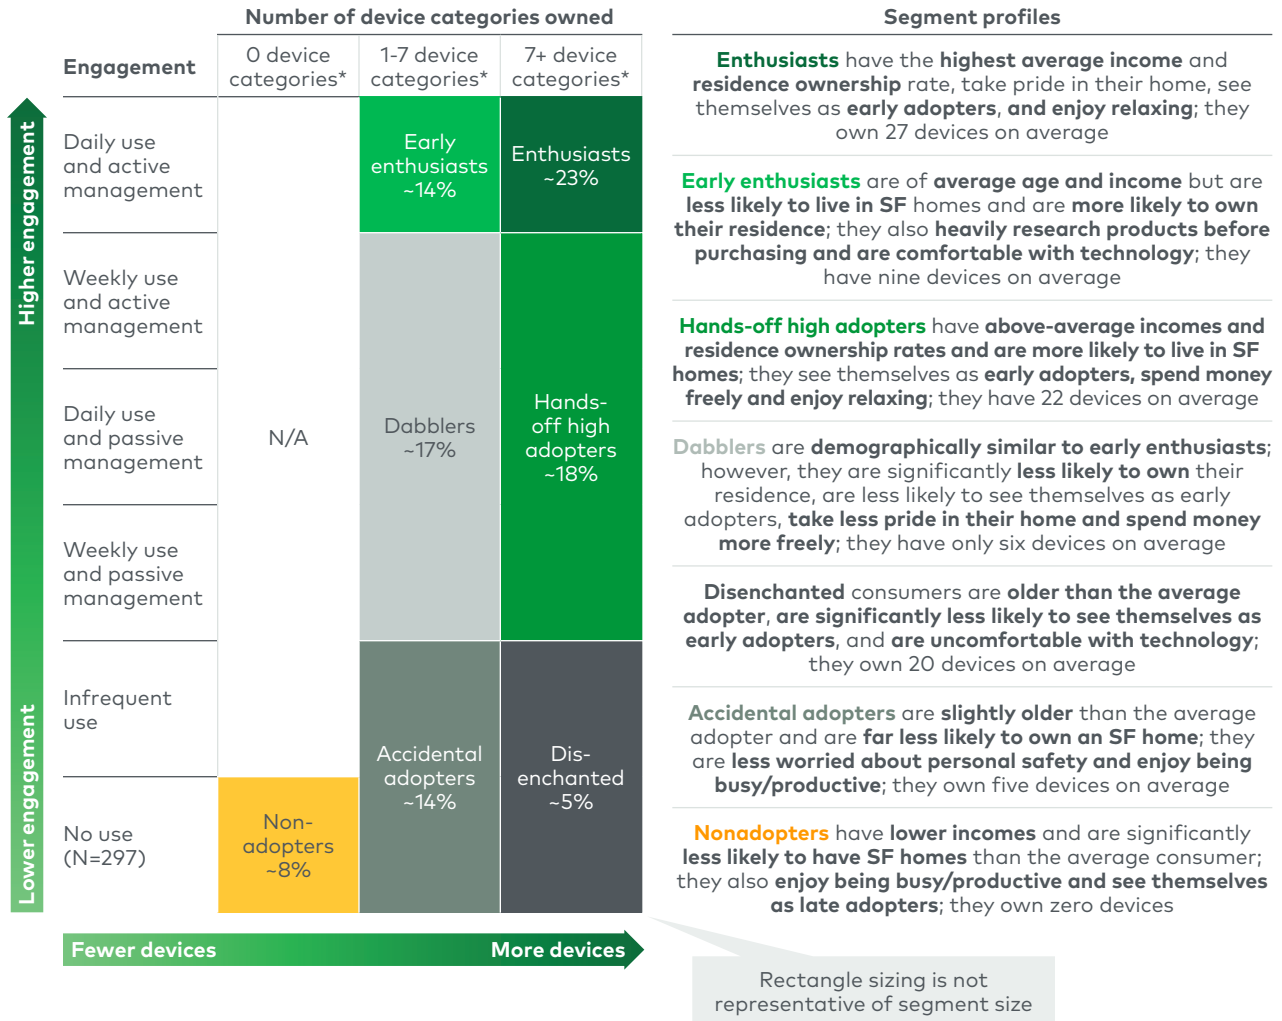 Number of device categories owned
Engagement
0 device
categories*
1-7 device
categories*
7+ device
categories*
Higher engagement
Lower engagement
Daily use
and active
management
Early
enthusiasts
~14%
Enthusiasts
~23%
Weekly use
and active
management
Daily use
and passive
management
N/A
Dabblers
~17%
Hands-
off high
adopters
~18%
Weekly use
and passive
management
Infrequent
use
Accidental
adopters
~14%
Dis-
enchanted
~5%
No use
(N=297)
Non-
adopters
~8%
Fewer devices
More devices
Segment profiles
Enthusiasts have the highest average income and
residence ownership rate, take pride in their home, see
themselves as early adopters, and enjoy relaxing; they
own 27 devices on average
Early enthusiasts are of average age and income but are
less likely to live in SF homes and are more likely to own
their residence; they also heavily research products before
purchasing and are comfortable with technology; they
have nine devices on average
Hands-off high adopters have above-average incomes and
residence ownership rates and are more likely to live in SF
homes; they see themselves as early adopters, spend money
freely and enjoy relaxing; they have 22 devices on average
Dabblers are demographically similar to early enthusiasts;
however, they are significantly less likely to own their
residence, are less likely to see themselves as early
adopters, take less pride in their home and spend money
more freely; they have only six devices on average
Disenchanted consumers are older than the average
adopter, are significantly less likely to see themselves as
early adopters, and are uncomfortable with technology;
they own 20 devices on average
Accidental adopters are slightly older than the average
adopter and are far less likely to own an SF home; they
are less worried about personal safety and enjoy being
busy/productive; they own five devices on average
Nonadopters have lower incomes and are significantly
less likely to have SF homes than the average consumer;
they also enjoy being busy/productive and see themselves
as late adopters; they own zero devices
Rectangle sizing is not
representative of segment size